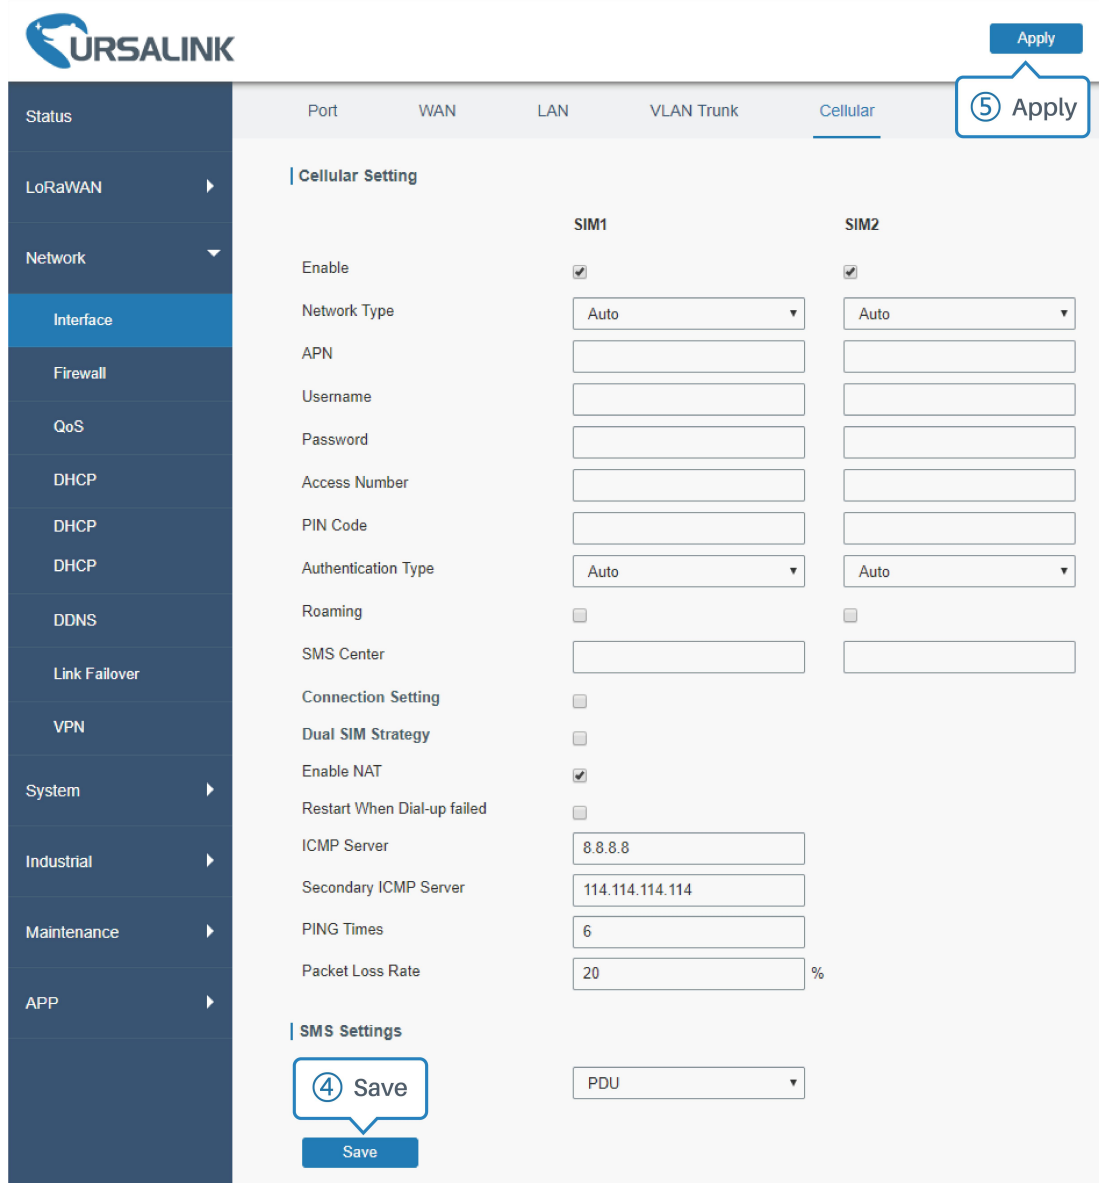 URSALINK
Apply
⑤ Apply
Status
LoRaWAN
Network
Interface
Firewall
QoS
DHCP
DHCP
DHCP
DDNS
Link Failover
VPN
System
Industrial
Maintenance
APP
Port WAN LAN VLAN Trunk Cellular
Cellular Setting
SIM1 SIM2
Enable
Network Type Auto Auto
APN
Username
Password
Access Number
PIN Code
Authentication Type Auto Auto
Roaming
SMS Center
Connection Setting
Dual SIM Strategy
Enable NAT
Restart When Dial-up failed
ICMP Server 8.8.8.8
Secondary ICMP Server 114.114.114.114
PING Times 6
Packet Loss Rate 20 %
SMS Settings
④ Save PDU
Save